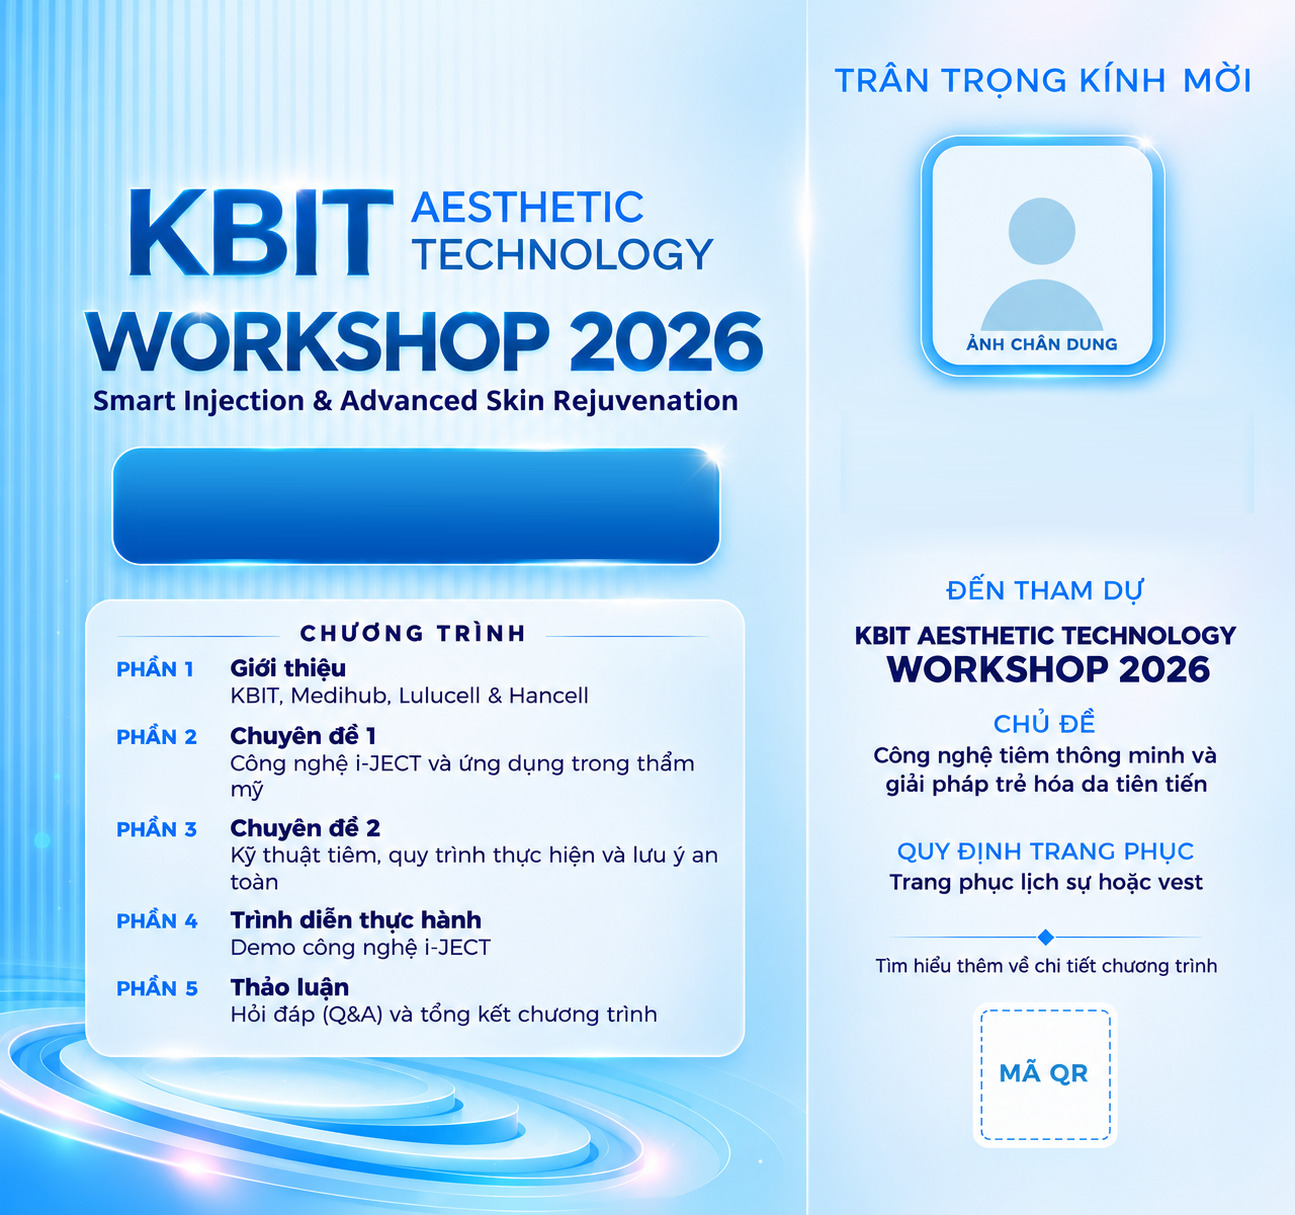 KBIT AESTHETIC
TECHNOLOGY
WORKSHOP 2026
Smart Injection & Advanced Skin Rejuvenation
CHƯƠNG TRÌNH
PHẦN 1 Giới thiệu
KBIT, Medihub, Lulucell & Hancell
PHẦN 2 Chuyên đề 1
Công nghệ i-JECT và ứng dụng trong thẩm
mỹ
PHẦN 3 Chuyên đề 2
Kỹ thuật tiêm, quy trình thực hiện và lưu ý an
toàn
PHẦN 4 Trình diễn thực hành
Demo công nghệ i-JECT
PHẦN 5 Thảo luận
Hỏi đáp (Q&A) và tổng kết chương trình
TRÂN TRỌNG KÍNH MỜI
ẢNH CHÂN DUNG
ĐẾN THAM DỰ
KBIT AESTHETIC TECHNOLOGY
WORKSHOP 2026
CHỦ ĐỀ
Công nghệ tiêm thông minh và
giải pháp trẻ hóa da tiên tiến
QUY ĐỊNH TRANG PHỤC
Trang phục lịch sự hoặc vest
Tìm hiểu thêm về chi tiết chương trình
MÃ QR